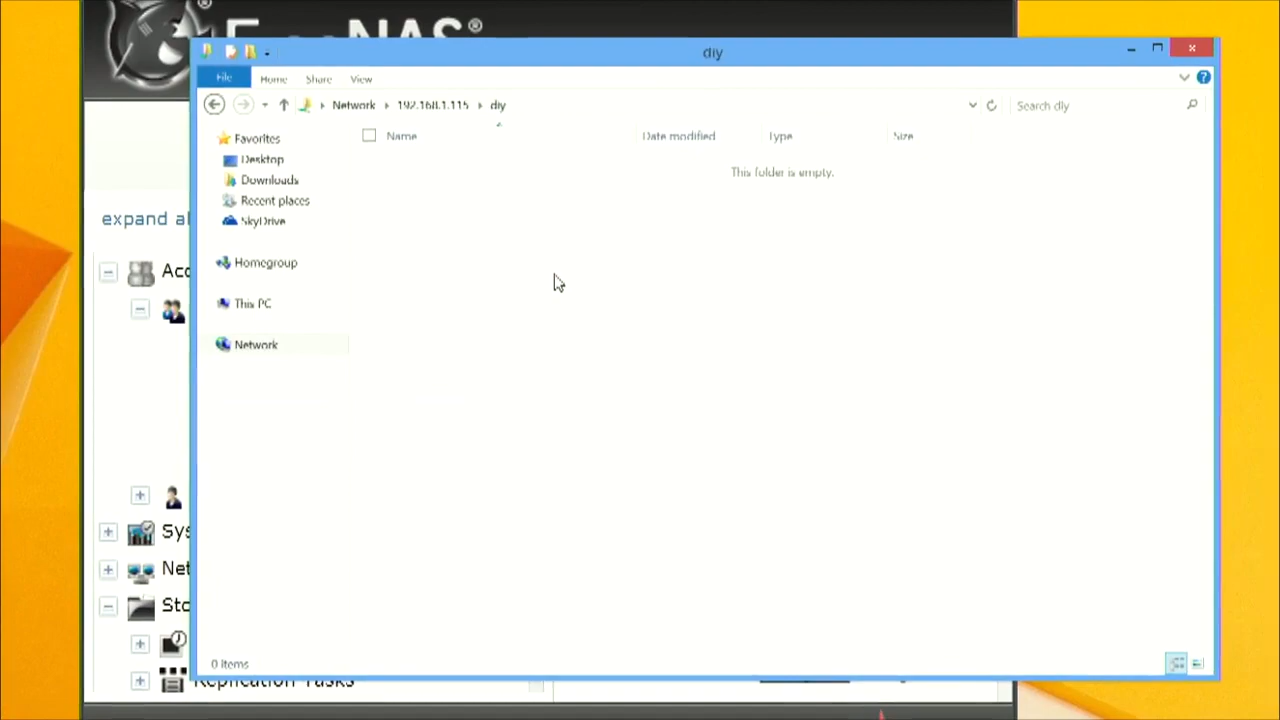 diy
File Home Share View
Network 192.168.1.115 diy
Search diy
Name Date modified Type Size
This folder is empty.
Favorites
Desktop
Downloads
Recent places
SkyDrive
Homegroup
This PC
Network
0 items
NAS®
expand al
Acc
Sys
Net
Sto
Replication Tasks